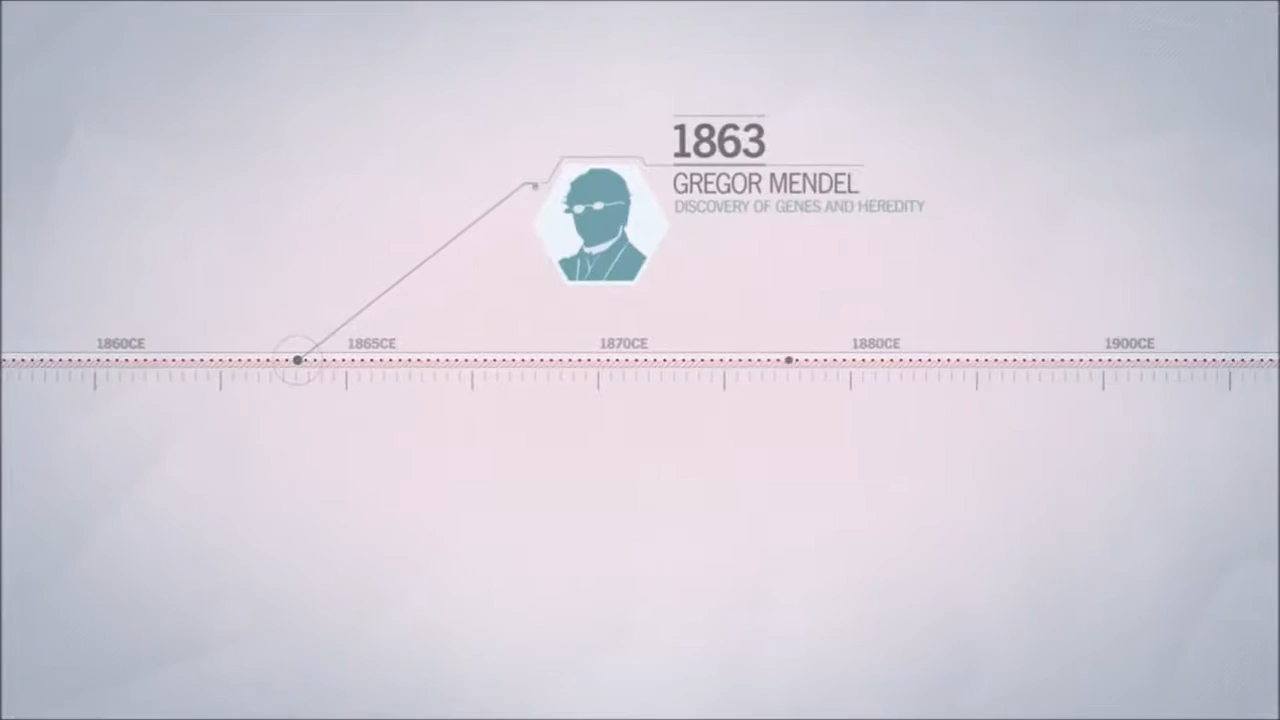 1863
GREGOR MENDEL
DISCOVERY OF GENES AND HEREDITY
1860CE 1865CE 1870CE 1880CE 1900CE